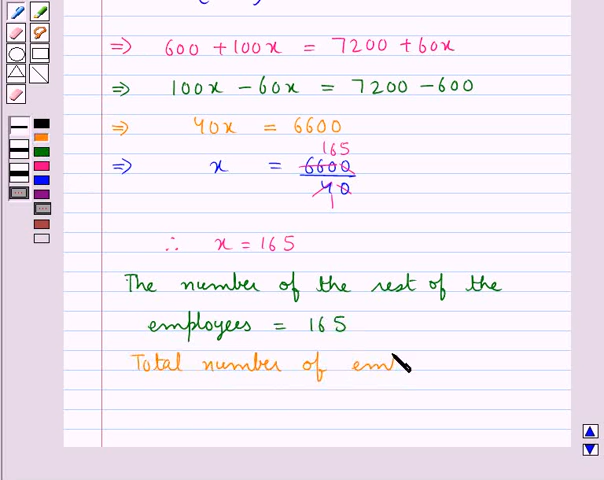 ⇒ 600 + 100x = 7200 + 60x
⇒ 100x - 60x = 7200 - 600
⇒ 40x = 6600
165
⇒ x = 6600
40
1
∴ x = 165
The number of the rest of the
employees = 165
Total number of em